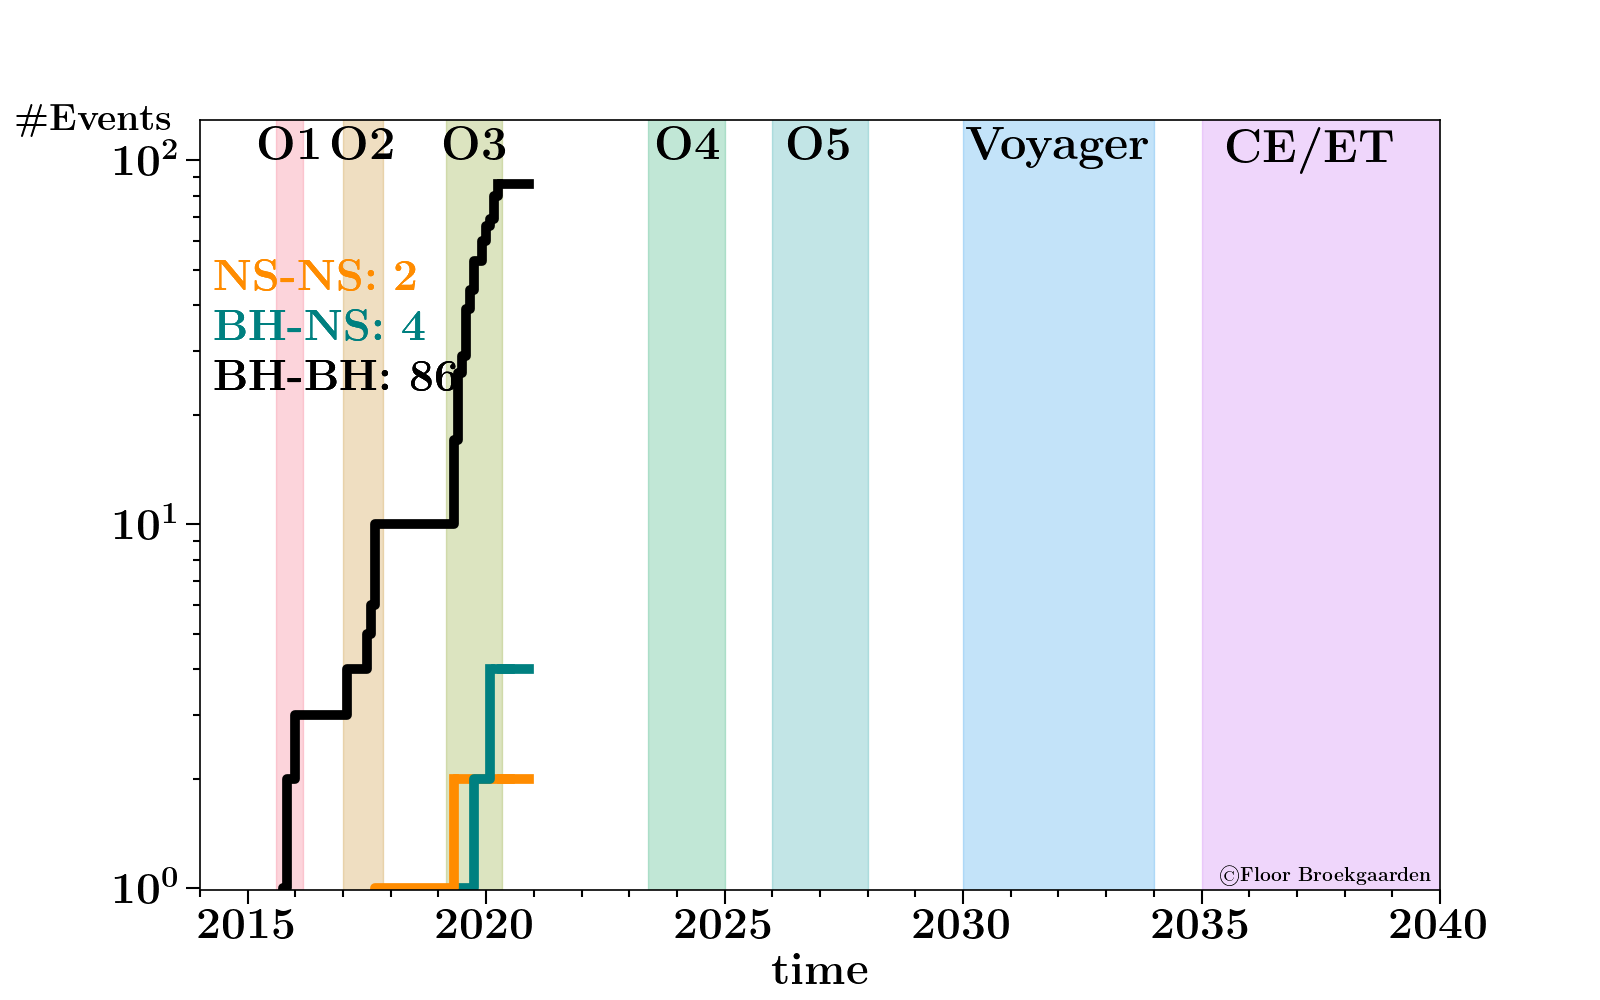 #Events
O1 O2 O3 O4 O5 Voyager CE/ET
10²
NS-NS: 2
BH-NS: 4
BH-BH: 86
10¹
10⁰
©Floor Broekgaarden
2015 2020 2025 2030 2035 2040
time